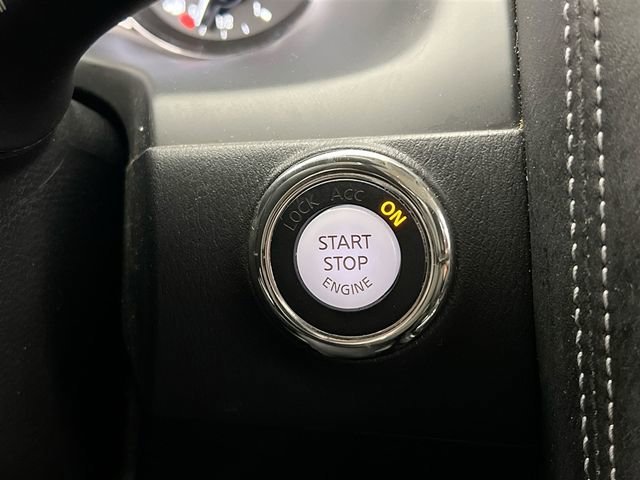 LOCK ACC ON
START
STOP
ENGINE